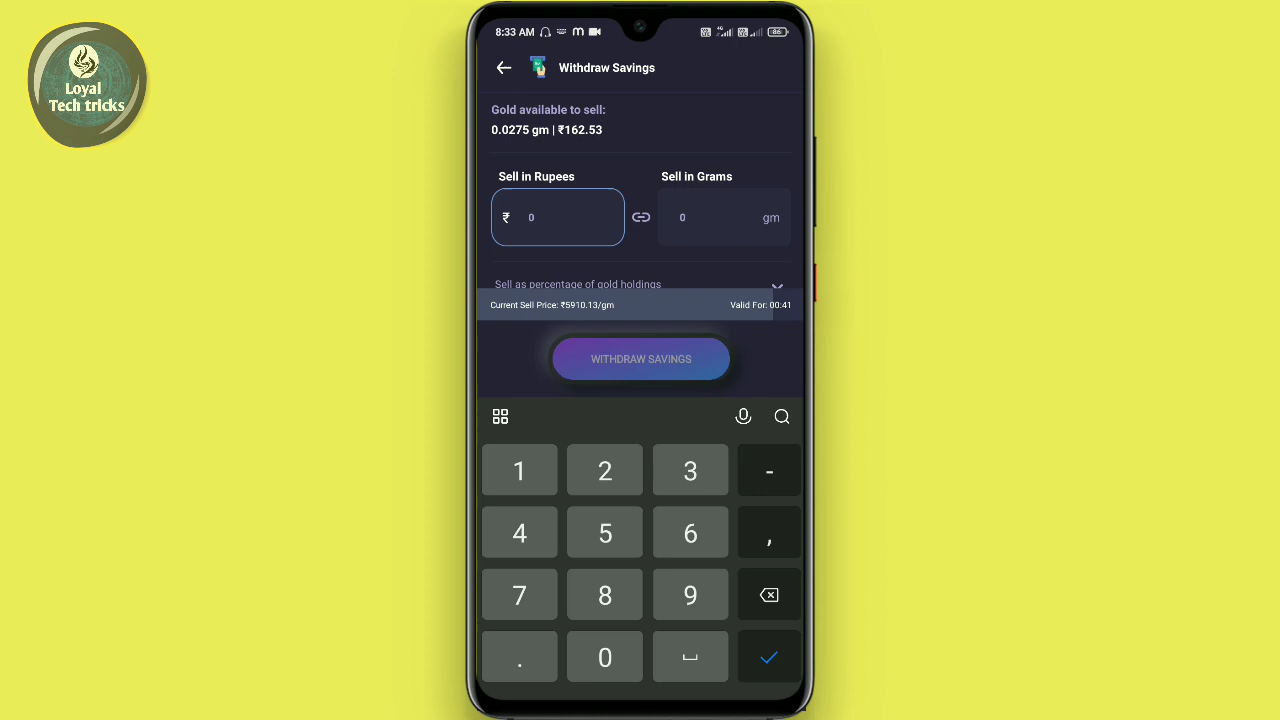 Loyal
Tech tricks
8:33 AM
86
Withdraw Savings
Gold available to sell:
0.0275 gm | ₹162.53
Sell in Rupees
Sell in Grams
₹ 0
0 gm
Sell as percentage of gold holdings
Current Sell Price: ₹5910.13/gm
Valid For: 00:41
WITHDRAW SAVINGS
1 2 3 -
4 5 6 ,
7 8 9
. 0